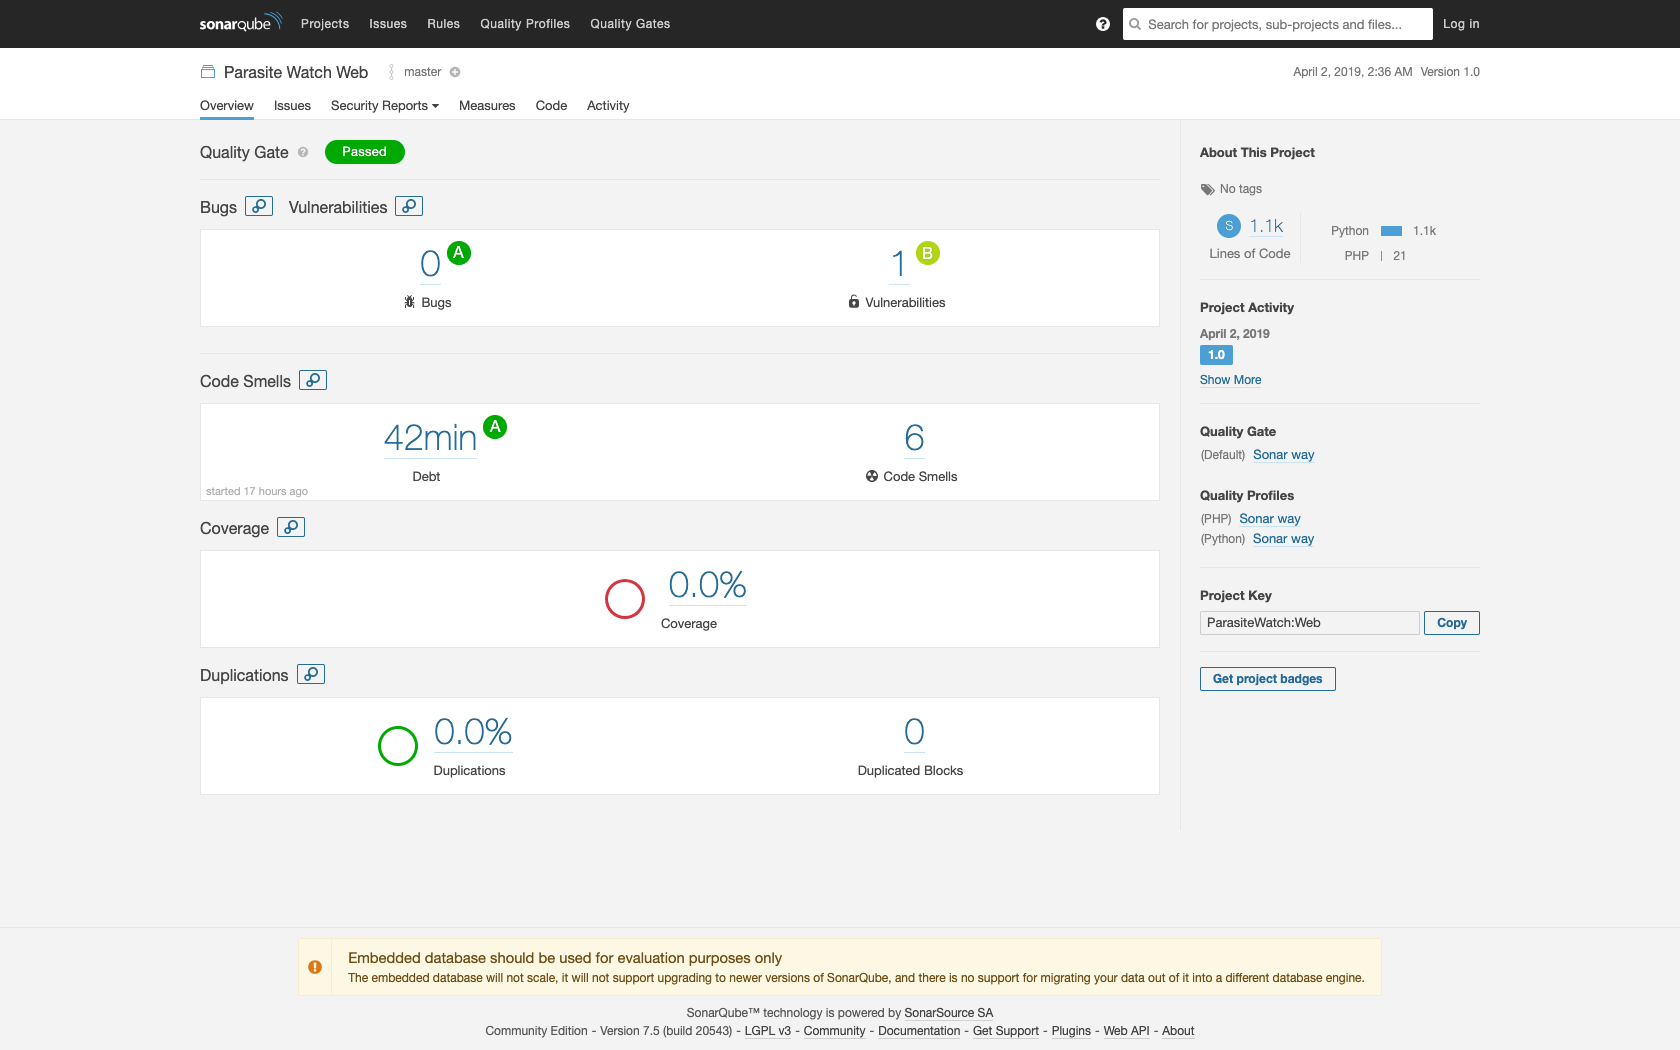 sonarqube Projects Issues Rules Quality Profiles Quality Gates ? Search for projects, sub-projects and files... Log in
Parasite Watch Web master April 2, 2019, 2:36 AM Version 1.0
Overview Issues Security Reports Measures Code Activity
Quality Gate ? Passed
Bugs Vulnerabilities
0 A 1 B
Bugs Vulnerabilities
Code Smells
42min A 6
Debt Code Smells
started 17 hours ago
Coverage
0.0%
Coverage
Duplications
0.0% 0
Duplications Duplicated Blocks
About This Project
No tags
S 1.1k
Lines of Code
Python 1.1k
PHP 21
Project Activity
April 2, 2019
1.0
Show More
Quality Gate
(Default) Sonar way
Quality Profiles
(PHP) Sonar way
(Python) Sonar way
Project Key
ParasiteWatch:Web Copy
Get project badges
Embedded database should be used for evaluation purposes only
The embedded database will not scale, it will not support upgrading to newer versions of SonarQube, and there is no support for migrating your data out of it into a different database engine.
SonarQube™ technology is powered by SonarSource SA
Community Edition - Version 7.5 (build 20543) - LGPL v3 - Community - Documentation - Get Support - Plugins - Web API - About